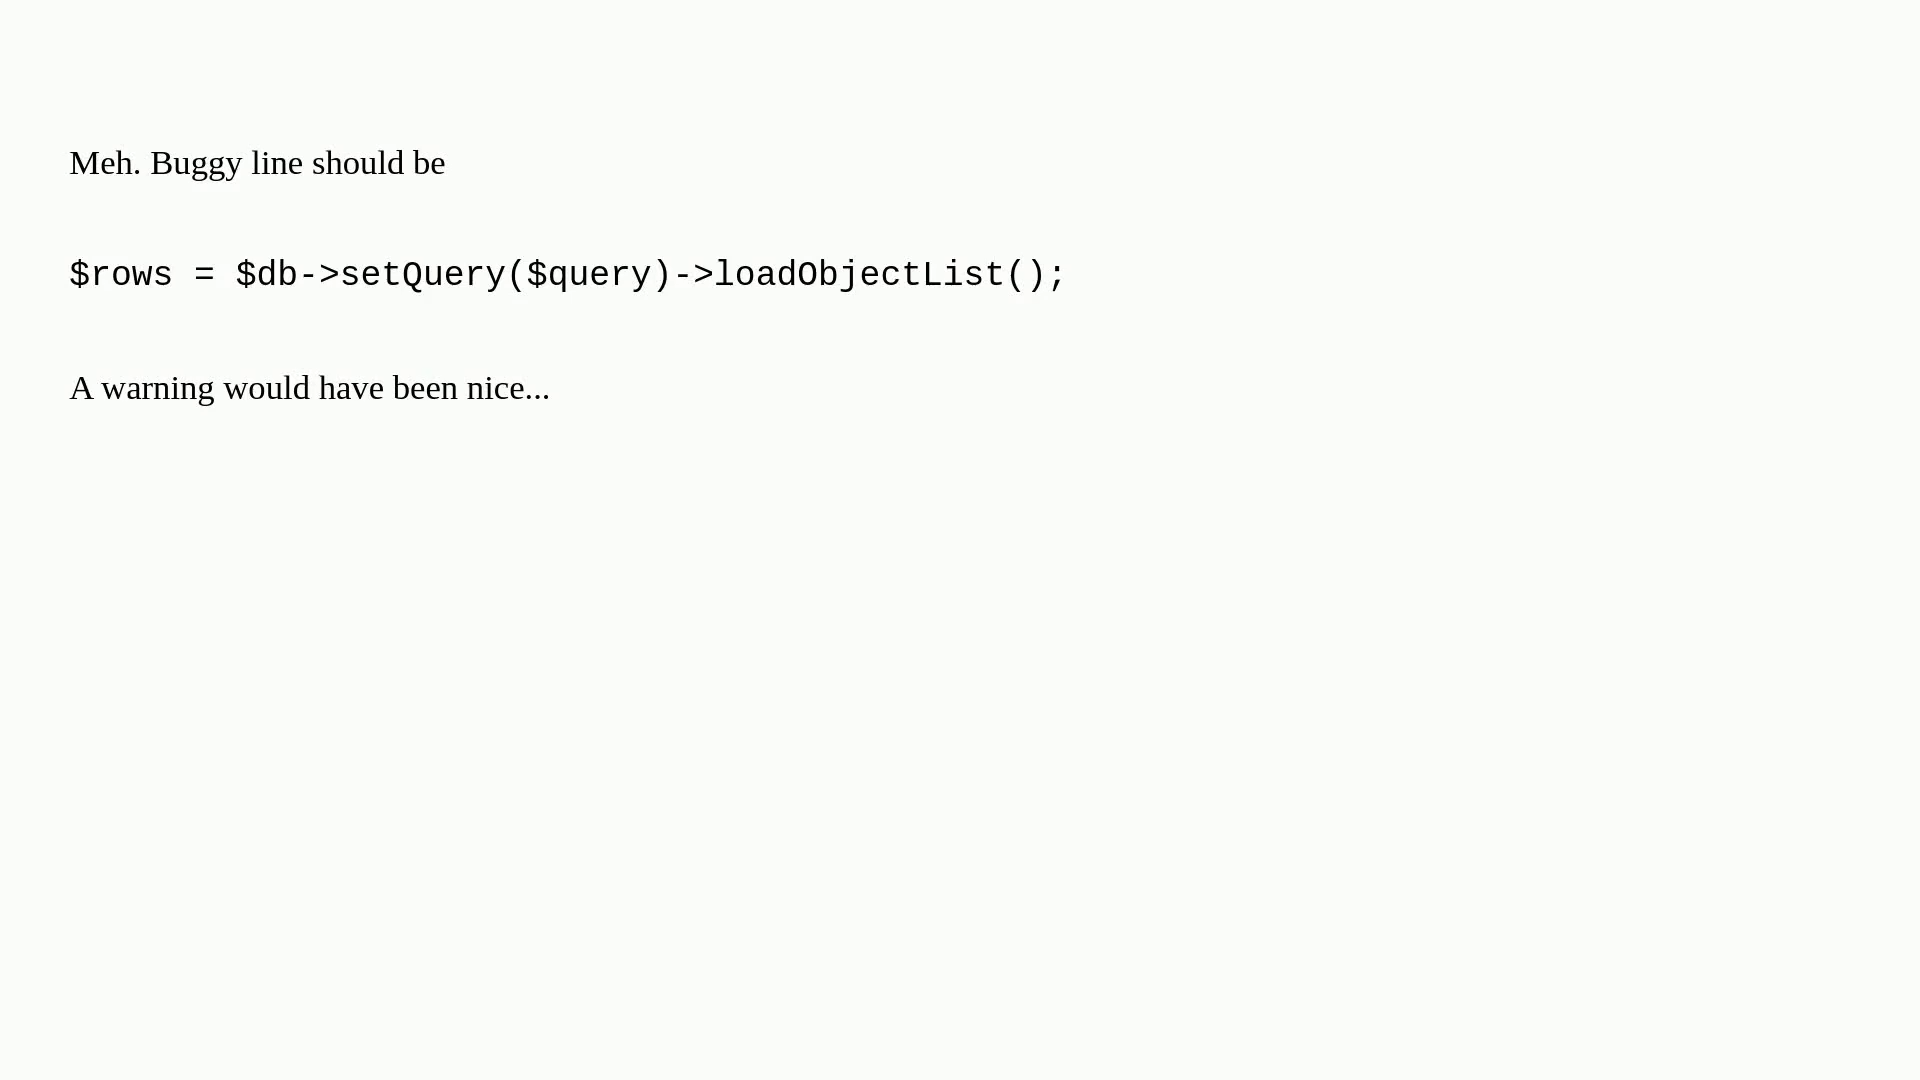 Meh. Buggy line should be
$rows = $db->setQuery($query)->loadObjectList();
A warning would have been nice...